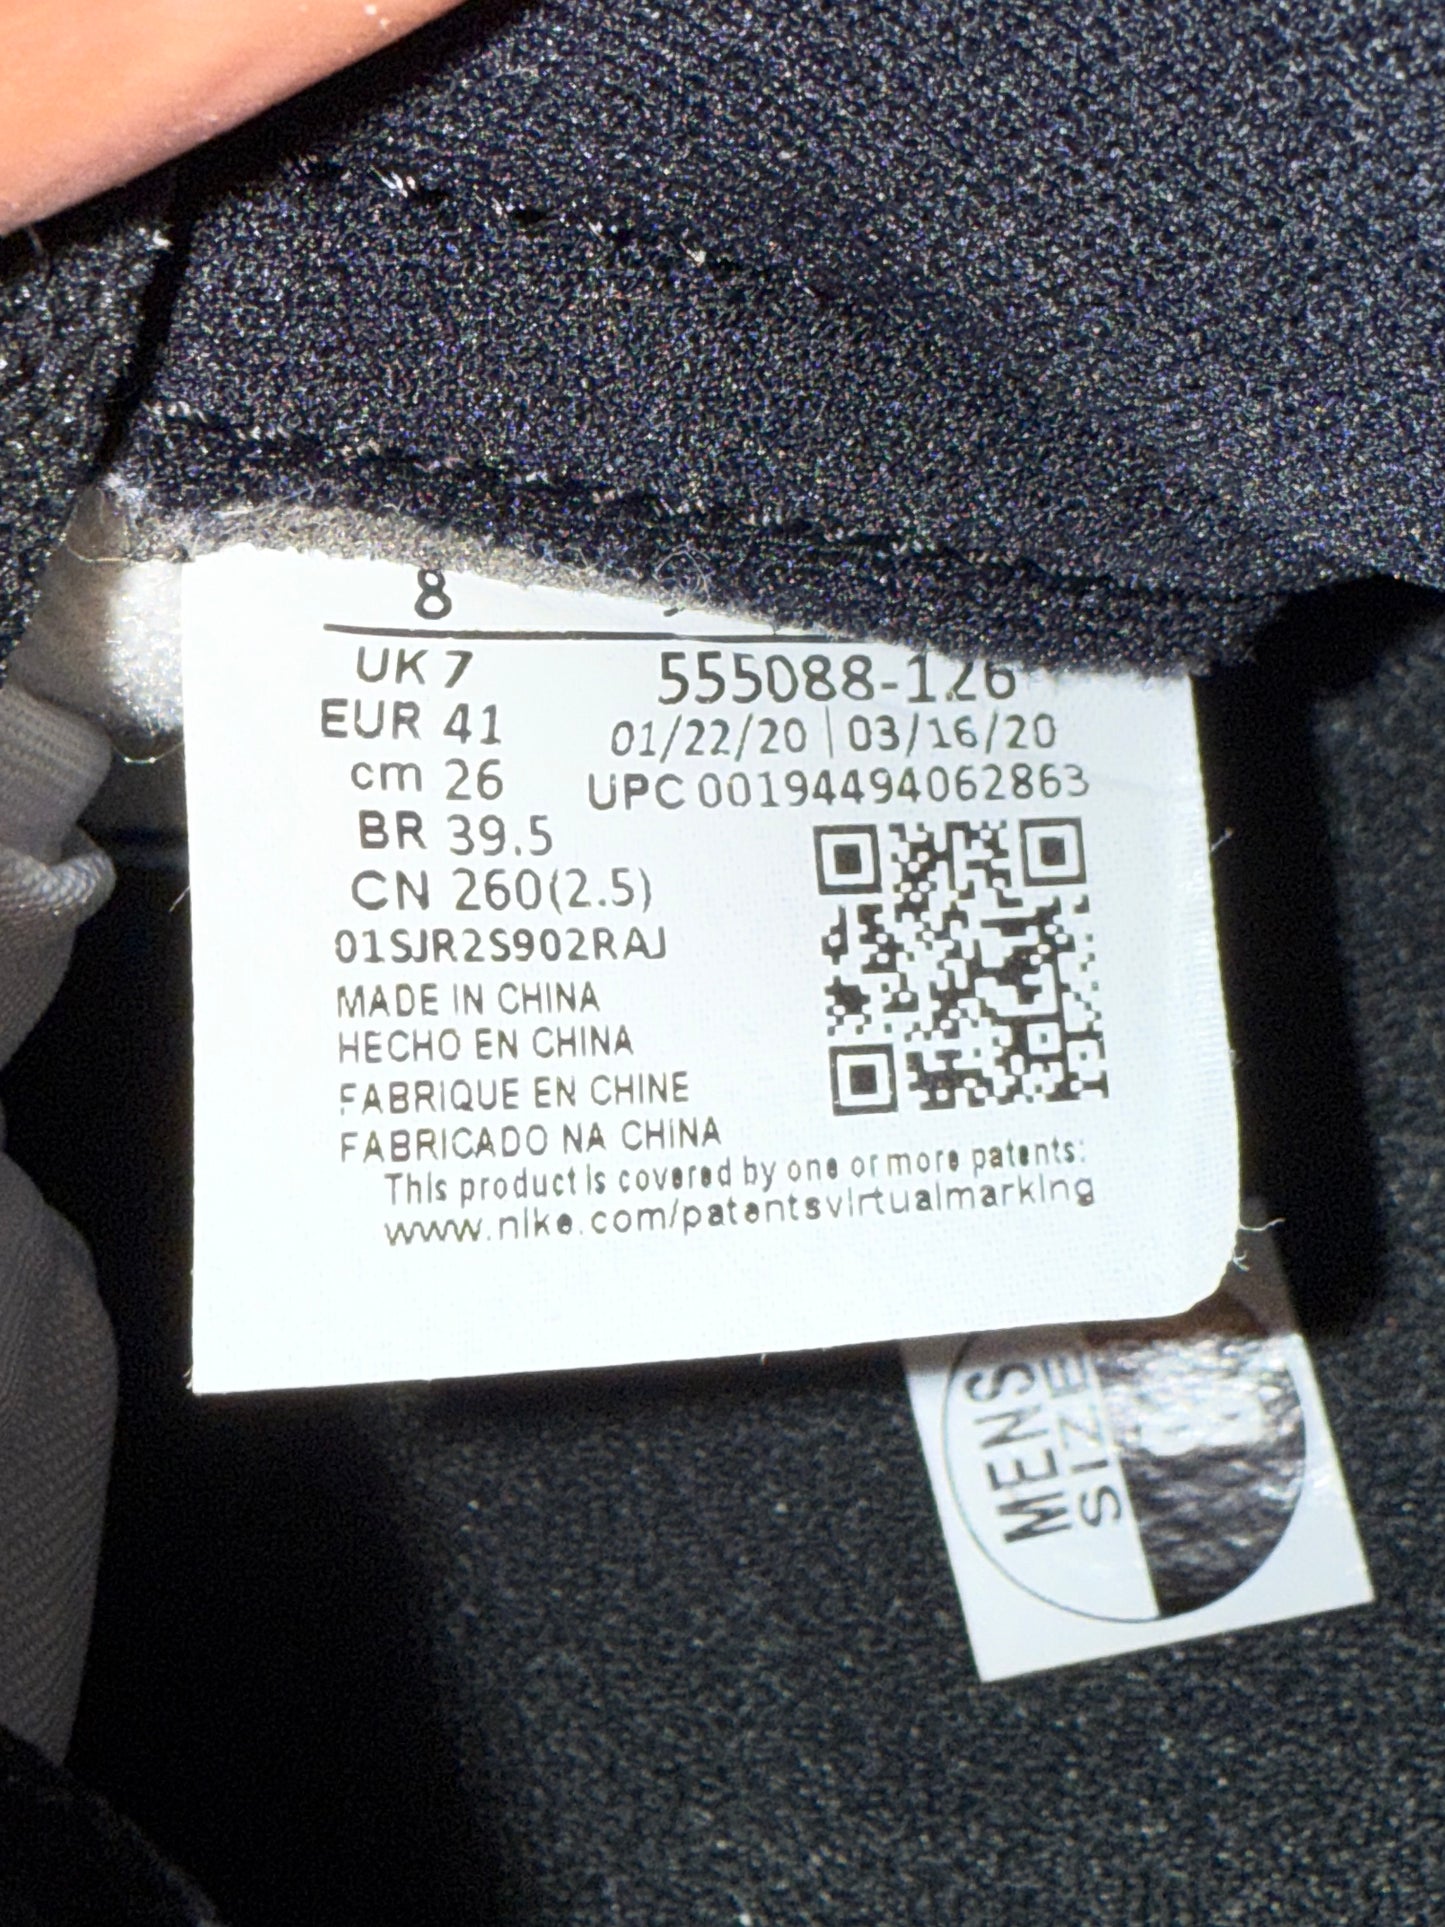 8
UK 7
555088-126
EUR 41
01/22/20 | 03/16/20
cm 26
UPC 00194494062863
BR 39.5
CN 260(2.5)
01SJR2S902RAJ
MADE IN CHINA
HECHO EN CHINA
FABRIQUE EN CHINE
FABRICADO NA CHINA
This product is covered by one or more patents:
www.nike.com/patentsvirtualmarking
MENS
SIZE